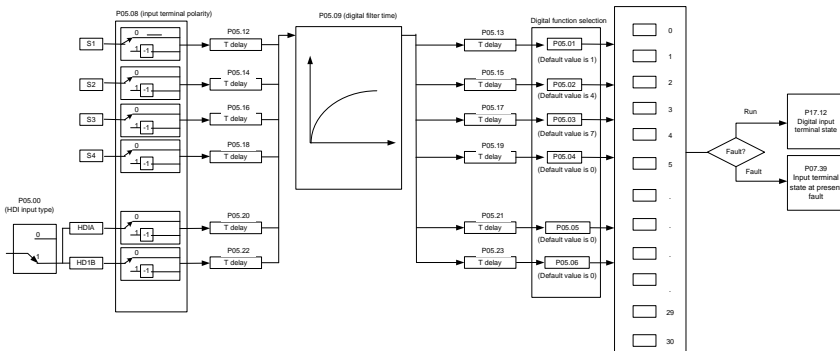 P05.08 (input terminal polarity)
P05.12
P05.09 (digital filter time)
P05.13
Digital function selection
S1
0
1
-1
T delay
T delay
P05.01
(Default value is 1)
0
1
P05.14
P05.15
S2
0
1
-1
T delay
T delay
P05.02
(Default value is 4)
2
P05.16
P05.17
S3
0
1
-1
T delay
T delay
P05.03
(Default value is 7)
3
4
P05.18
P05.19
S4
0
1
-1
T delay
T delay
P05.04
(Default value is 0)
5
Run
Fault?
Fault
P17.12
Digital input
terminal state
P07.39
Input terminal
state at present
fault
P05.00
(HDI input type)
0
1
P05.20
P05.21
HDIA
0
1
-1
T delay
T delay
P05.05
(Default value is 0)
.
.
P05.22
P05.23
HD1B
0
1
-1
T delay
T delay
P05.06
(Default value is 0)
.
.
29
30